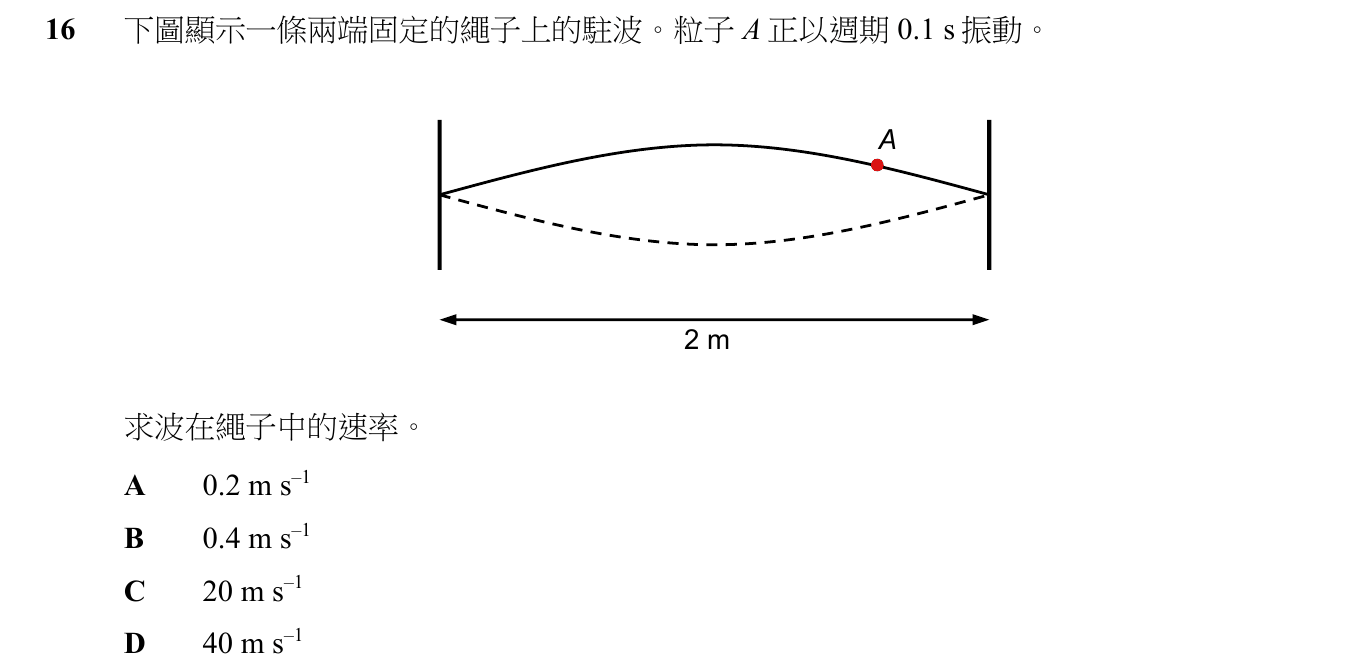 16 下圖顯示一條兩端固定的繩子上的駐波。粒子 A 正以週期 0.1 s 振動。
A
2 m
求波在繩子中的速率。
A 0.2 m s⁻¹
B 0.4 m s⁻¹
C 20 m s⁻¹
D 40 m s⁻¹